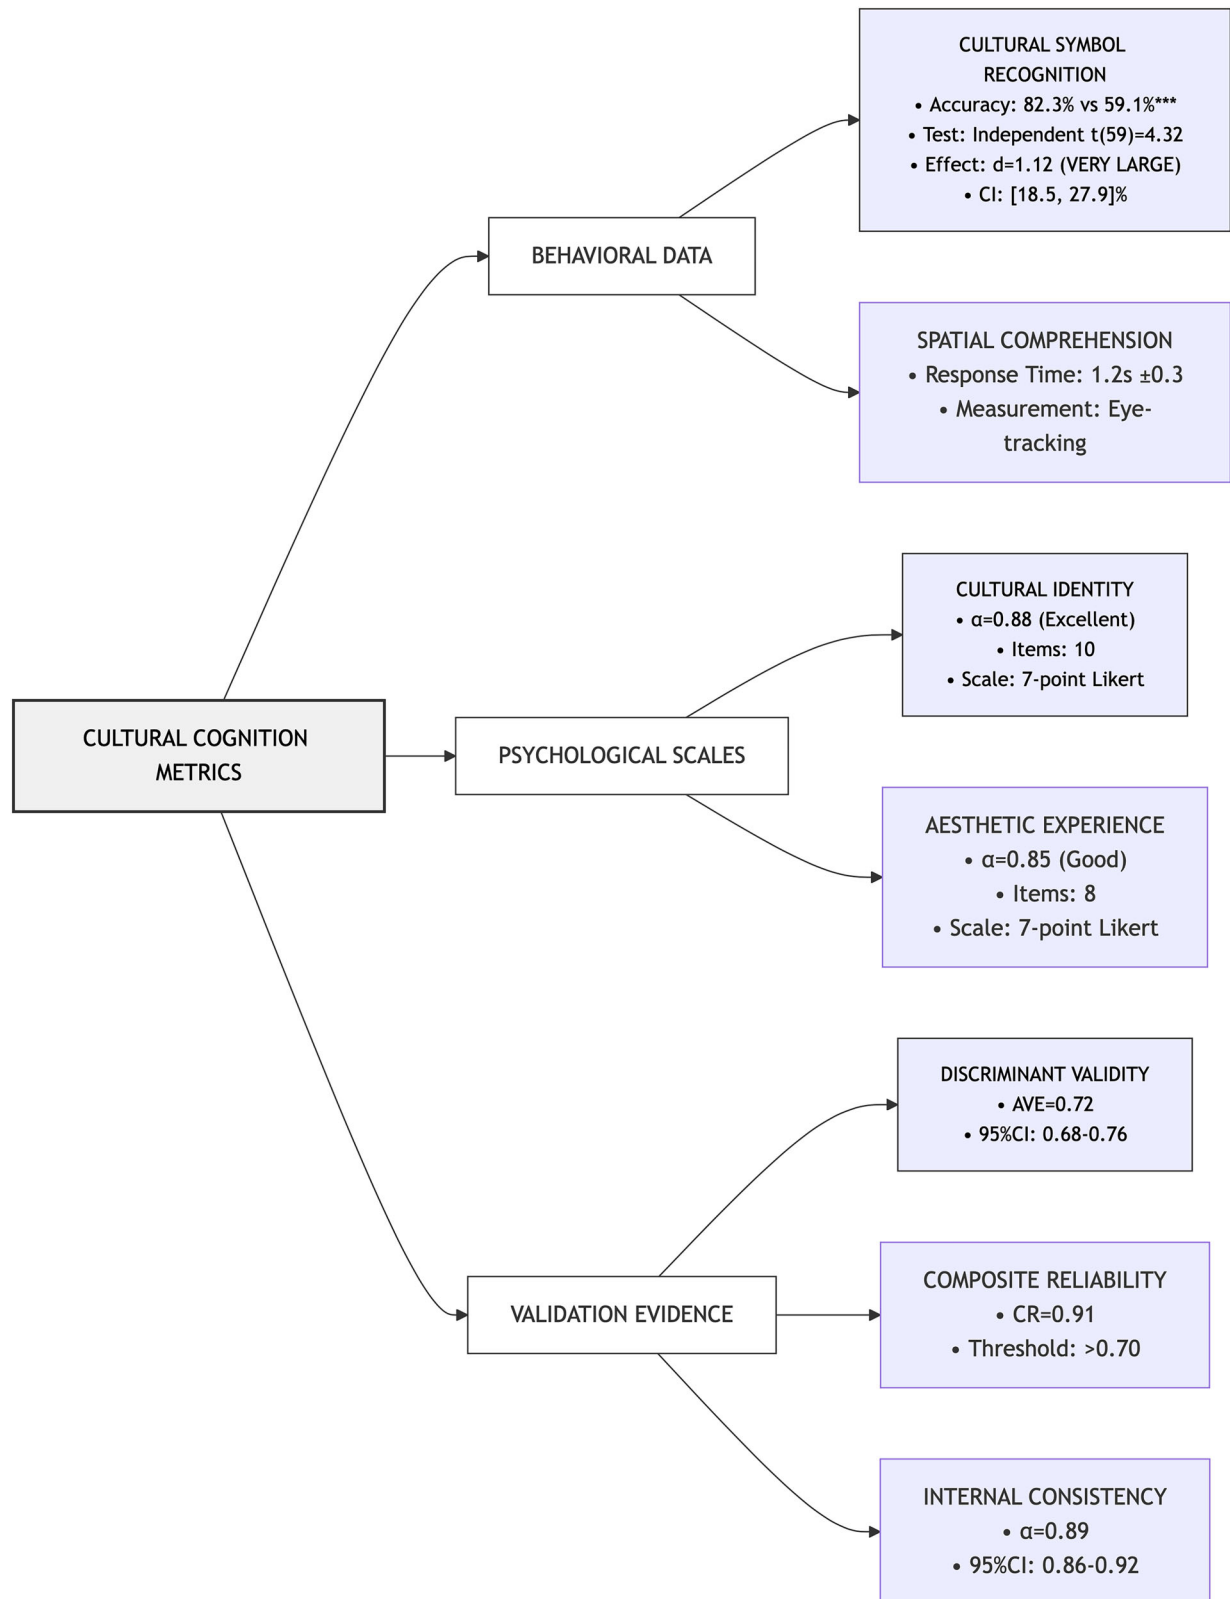 CULTURAL SYMBOL
RECOGNITION
• Accuracy: 82.3% vs 59.1%***
• Test: Independent t(59)=4.32
• Effect: d=1.12 (VERY LARGE)
• CI: [18.5, 27.9]%
BEHAVIORAL DATA
SPATIAL COMPREHENSION
• Response Time: 1.2s ±0.3
• Measurement: Eye-
tracking
CULTURAL IDENTITY
• α=0.88 (Excellent)
• Items: 10
• Scale: 7-point Likert
CULTURAL COGNITION
METRICS
PSYCHOLOGICAL SCALES
AESTHETIC EXPERIENCE
• α=0.85 (Good)
• Items: 8
• Scale: 7-point Likert
DISCRIMINANT VALIDITY
• AVE=0.72
• 95%CI: 0.68-0.76
VALIDATION EVIDENCE
COMPOSITE RELIABILITY
• CR=0.91
• Threshold: >0.70
INTERNAL CONSISTENCY
• α=0.89
• 95%CI: 0.86-0.92